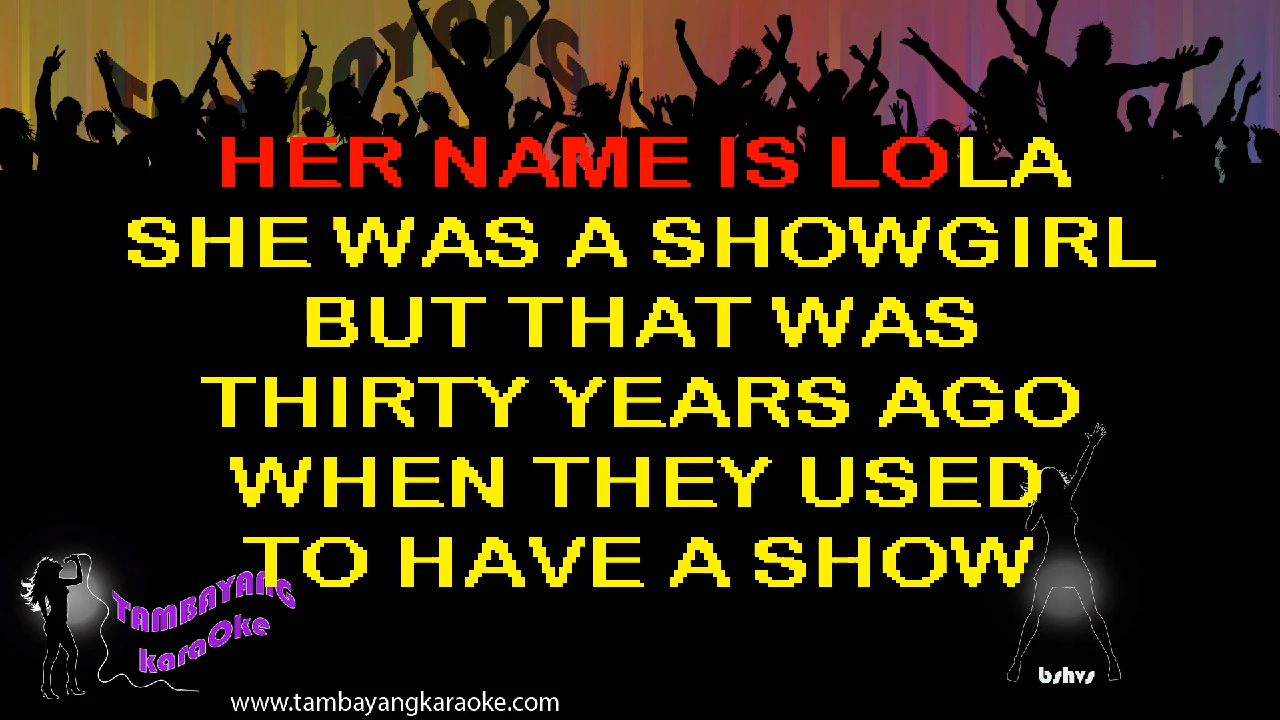 TAMBAYANG
HER NAME IS LOLA
SHE WAS A SHOWGIRL
BUT THAT WAS
THIRTY YEARS AGO
WHEN THEY USED
TO HAVE A SHOW
TAMBAYANG
karaOke
bshvs
www.tambayangkaraoke.com